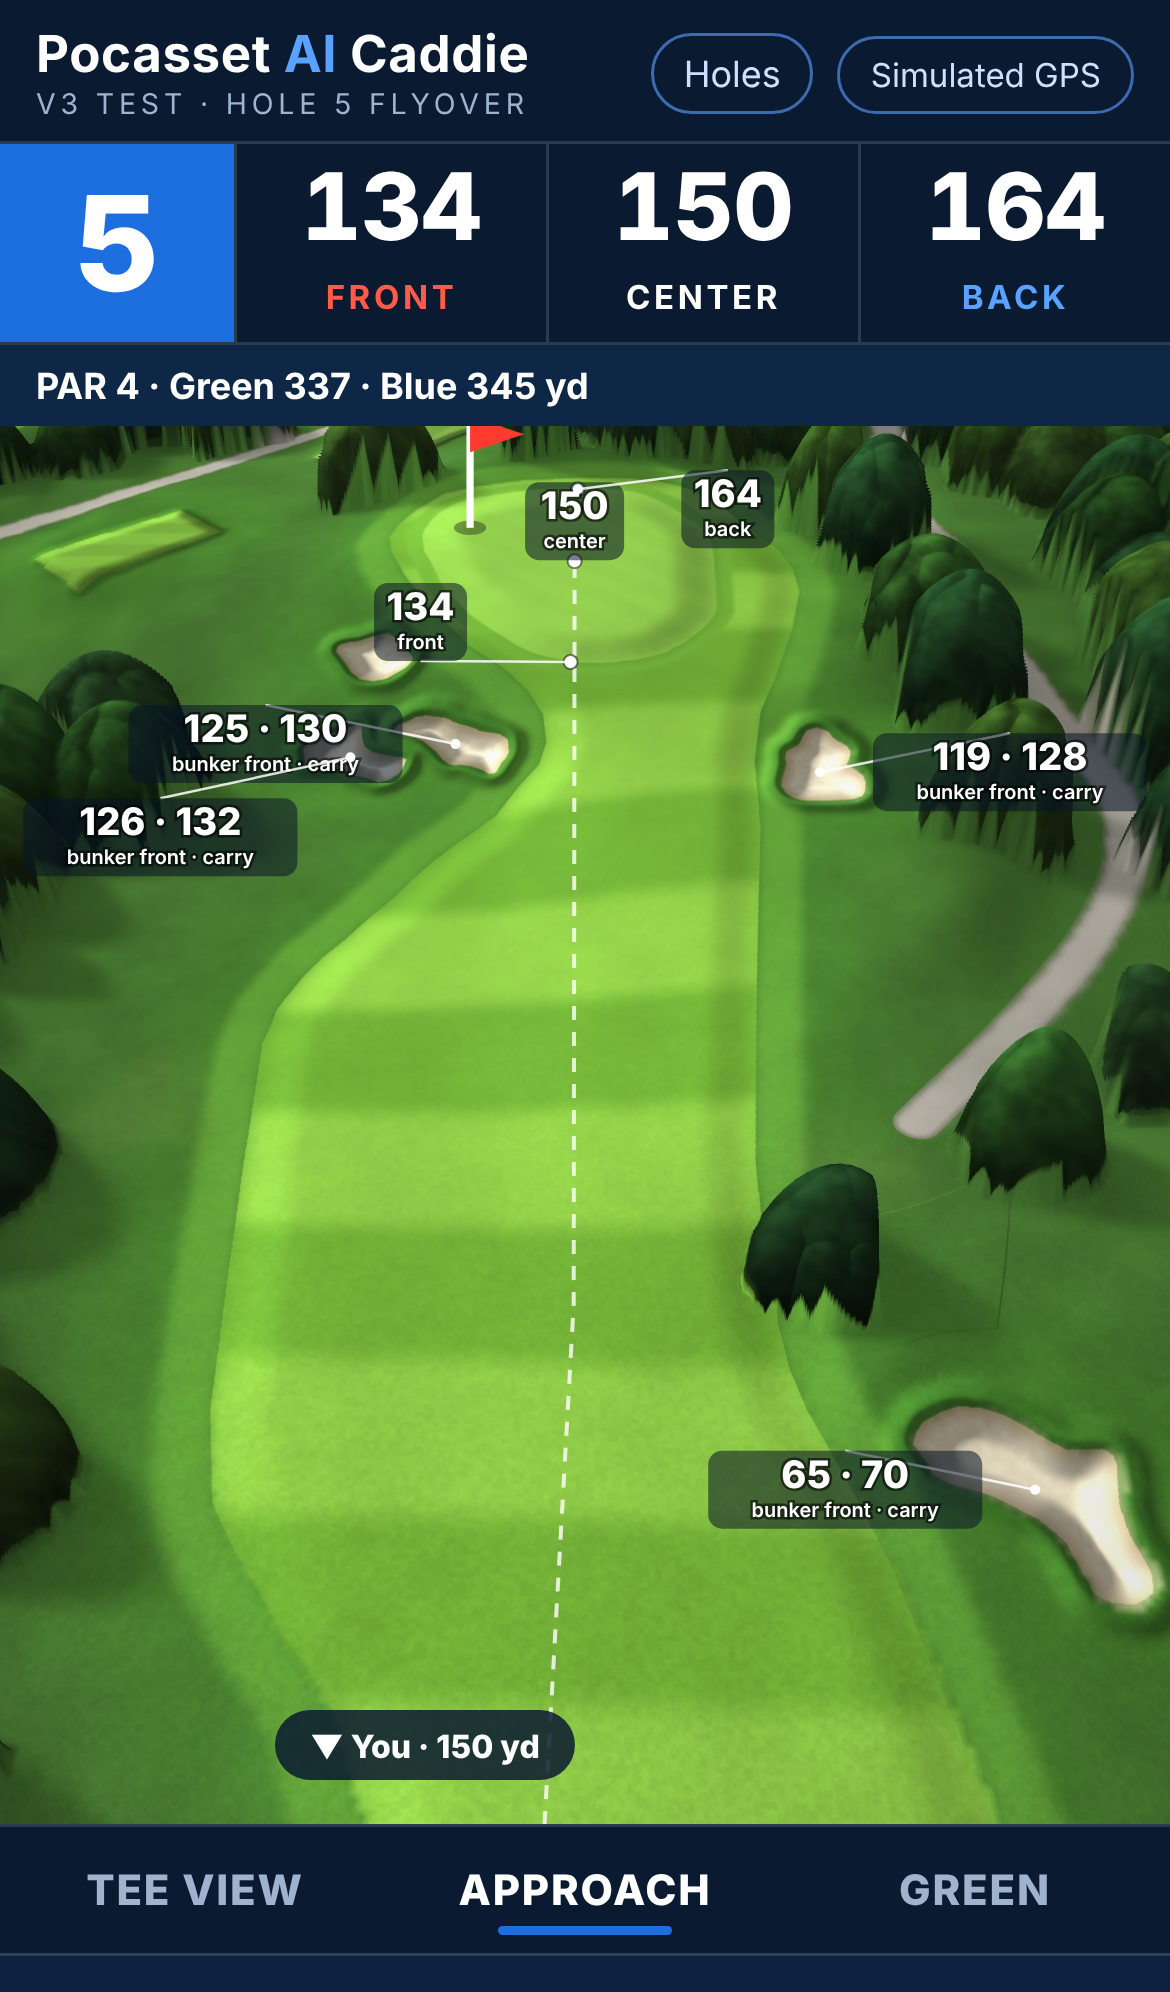 Pocasset AI Caddie
V3 TEST · HOLE 5 FLYOVER
Holes
Simulated GPS
5
134
FRONT
150
CENTER
164
BACK
PAR 4 · Green 337 · Blue 345 yd
150
center
164
back
134
front
125 · 130
bunker front · carry
119 · 128
bunker front · carry
126 · 132
bunker front · carry
65 · 70
bunker front · carry
▼ You · 150 yd
TEE VIEW
APPROACH
GREEN